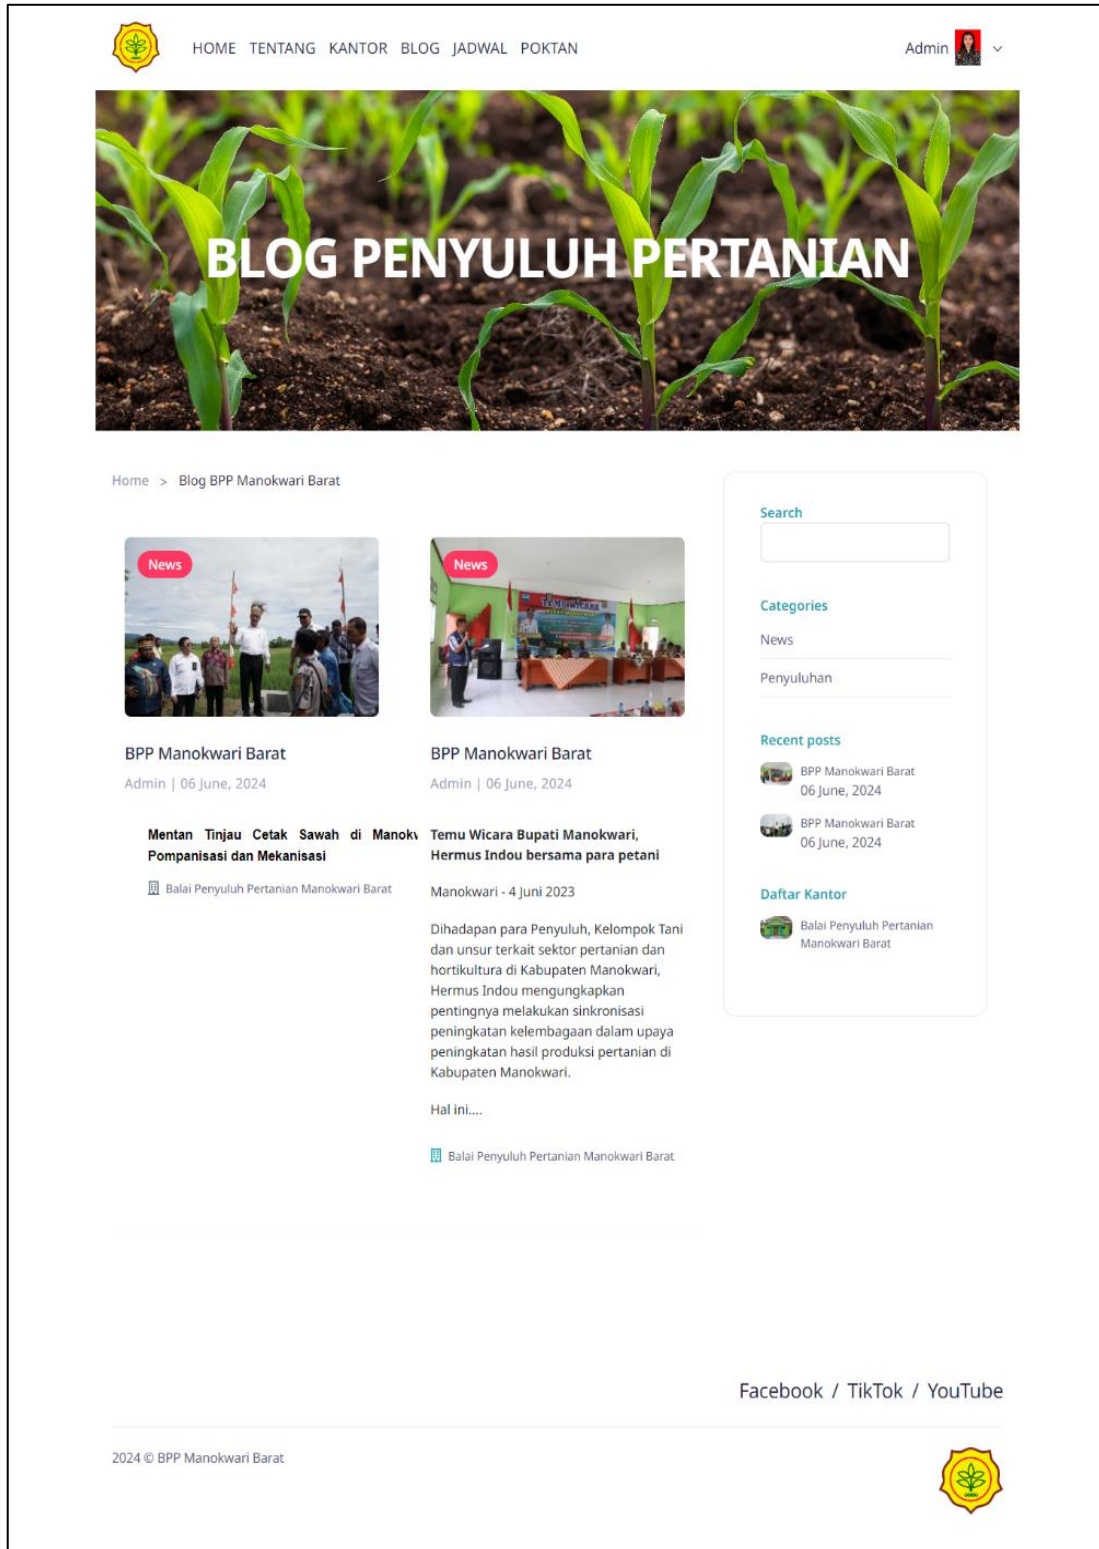 HOME TENTANG KANTOR BLOG JADWAL POKTAN
Admin
BLOG PENYULUH PERTANIAN
Home > Blog BPP Manokwari Barat
News
BPP Manokwari Barat
Admin | 06 June, 2024
Mentan Tinjau Cetak Sawah di Manokw
Pompanisasi dan Mekanisasi
Balai Penyuluh Pertanian Manokwari Barat
News
TEMU WICARA
BPP Manokwari Barat
Admin | 06 June, 2024
Temu Wicara Bupati Manokwari,
Hermus Indou bersama para petani
Manokwari - 4 Juni 2023
Dihadapan para Penyuluh, Kelompok Tani
dan unsur terkait sektor pertanian dan
hortikultura di Kabupaten Manokwari,
Hermus Indou mengungkapkan
pentingnya melakukan sinkronisasi
peningkatan kelembagaan dalam upaya
peningkatan hasil produksi pertanian di
Kabupaten Manokwari.
Hal ini....
Balai Penyuluh Pertanian Manokwari Barat
Search
Categories
News
Penyuluhan
Recent posts
BPP Manokwari Barat
06 June, 2024
BPP Manokwari Barat
06 June, 2024
Daftar Kantor
Balai Penyuluh Pertanian
Manokwari Barat
Facebook / TikTok / YouTube
2024 © BPP Manokwari Barat